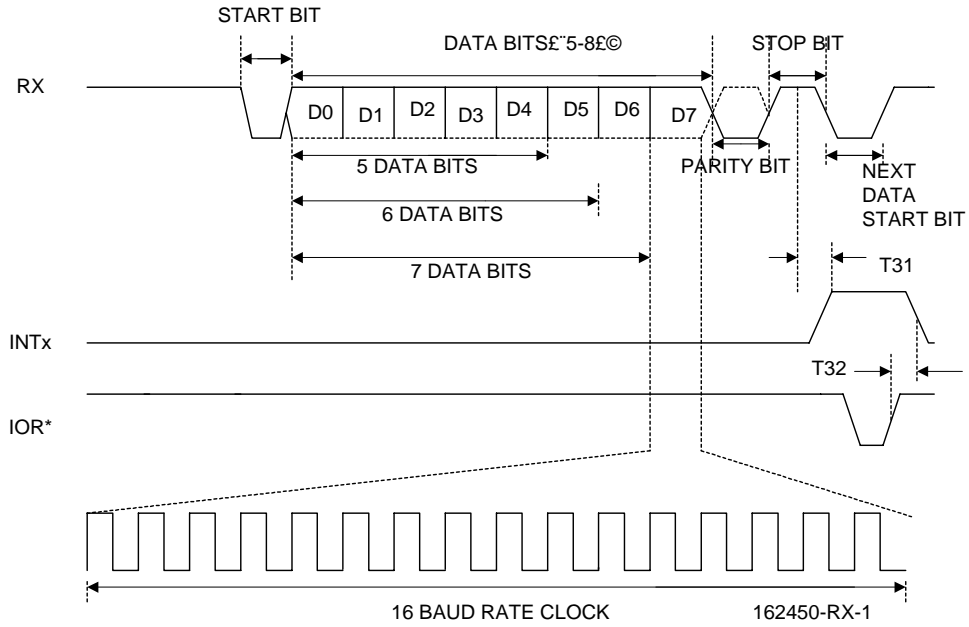 START BIT
DATA BITS£¨5-8£©
STOP BIT
RX
D0 D1 D2 D3 D4 D5 D6 D7
5 DATA BITS
PARITY BIT
NEXT
DATA
START BIT
6 DATA BITS
7 DATA BITS
T31
INTx
T32
IOR*
16 BAUD RATE CLOCK
162450-RX-1